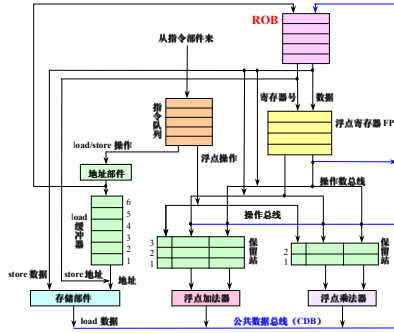 ROB
从指令部件来
寄存器号
数据
指令队列
浮点寄存器 FP
load/store 操作
浮点操作
地址部件
操作数总线
load 缓冲器
6
5
4
3
2
1
操作总线
3
2
1
保留站
2
1
保留站
store 数据
store 地址
地址
存储部件
浮点加法器
浮点乘法器
load 数据
公共数据总线（CDB）